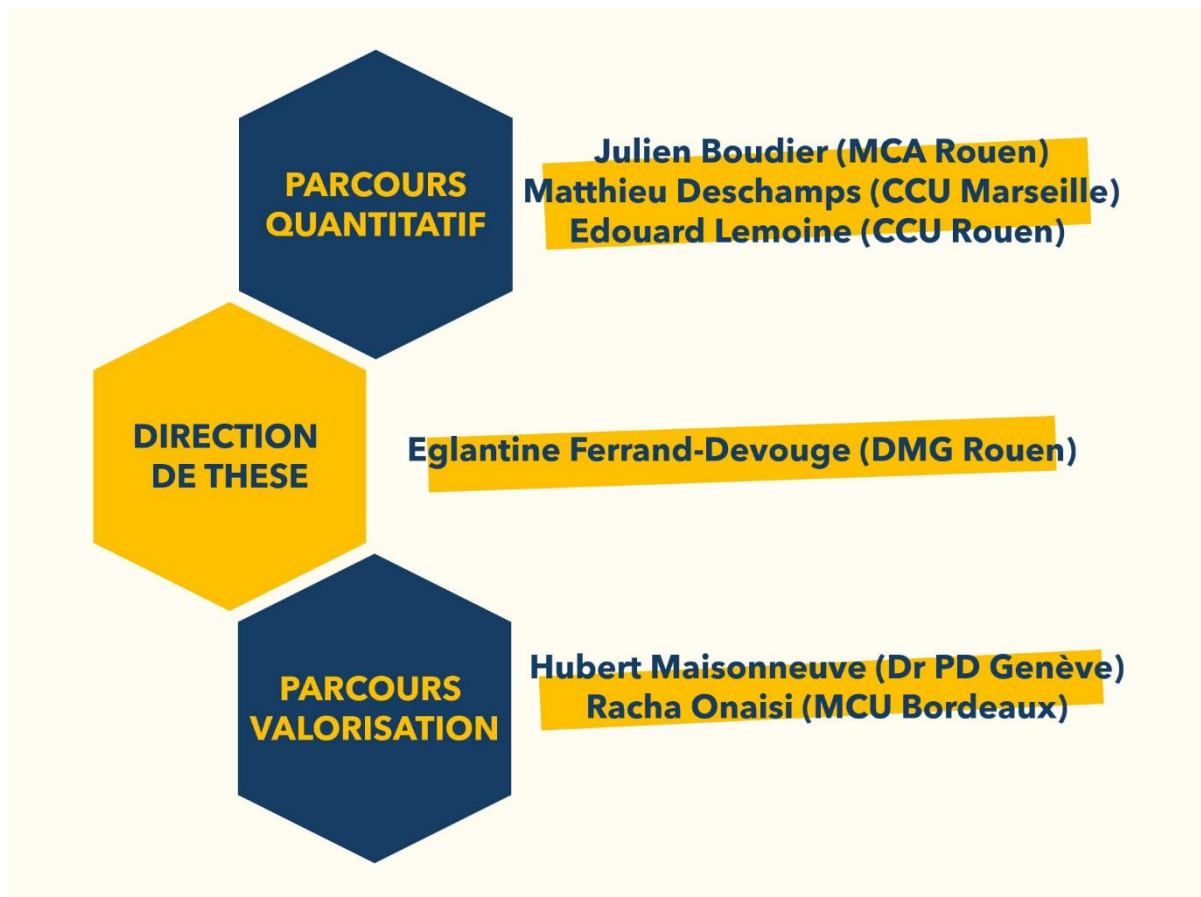 PARCOURS
QUANTITATIF
Julien Boudier (MCA Rouen)
Matthieu Deschamps (CCU Marseille)
Edouard Lemoine (CCU Rouen)
DIRECTION
DE THESE
Eglantine Ferrand-Devouge (DMG Rouen)
PARCOURS
VALORISATION
Hubert Maisonneuve (Dr PD Genève)
Racha Onaisi (MCU Bordeaux)